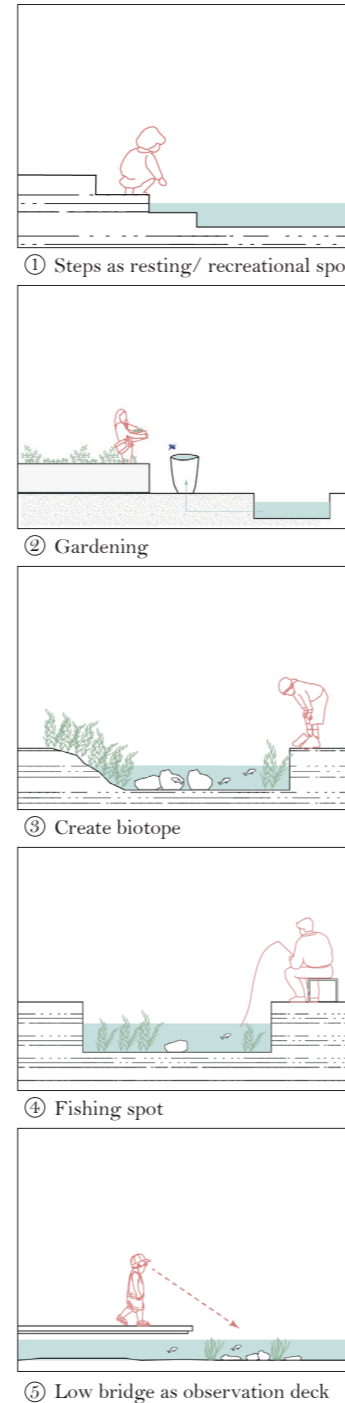 ① Steps as resting/ recreational spo
② Gardening
③ Create biotope
④ Fishing spot
⑤ Low bridge as observation deck